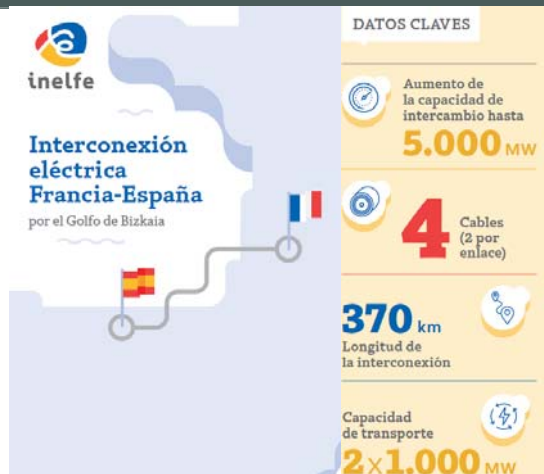 inelfe
Interconexión
eléctrica
Francia-España
por el Golfo de Bizkaia
DATOS CLAVES
Aumento de
la capacidad de
intercambio hasta
5.000 MW
4
Cables
(2 por
enlace)
370 km
Longitud de
la interconexión
Capacidad
de transporte
2x1.000 MW